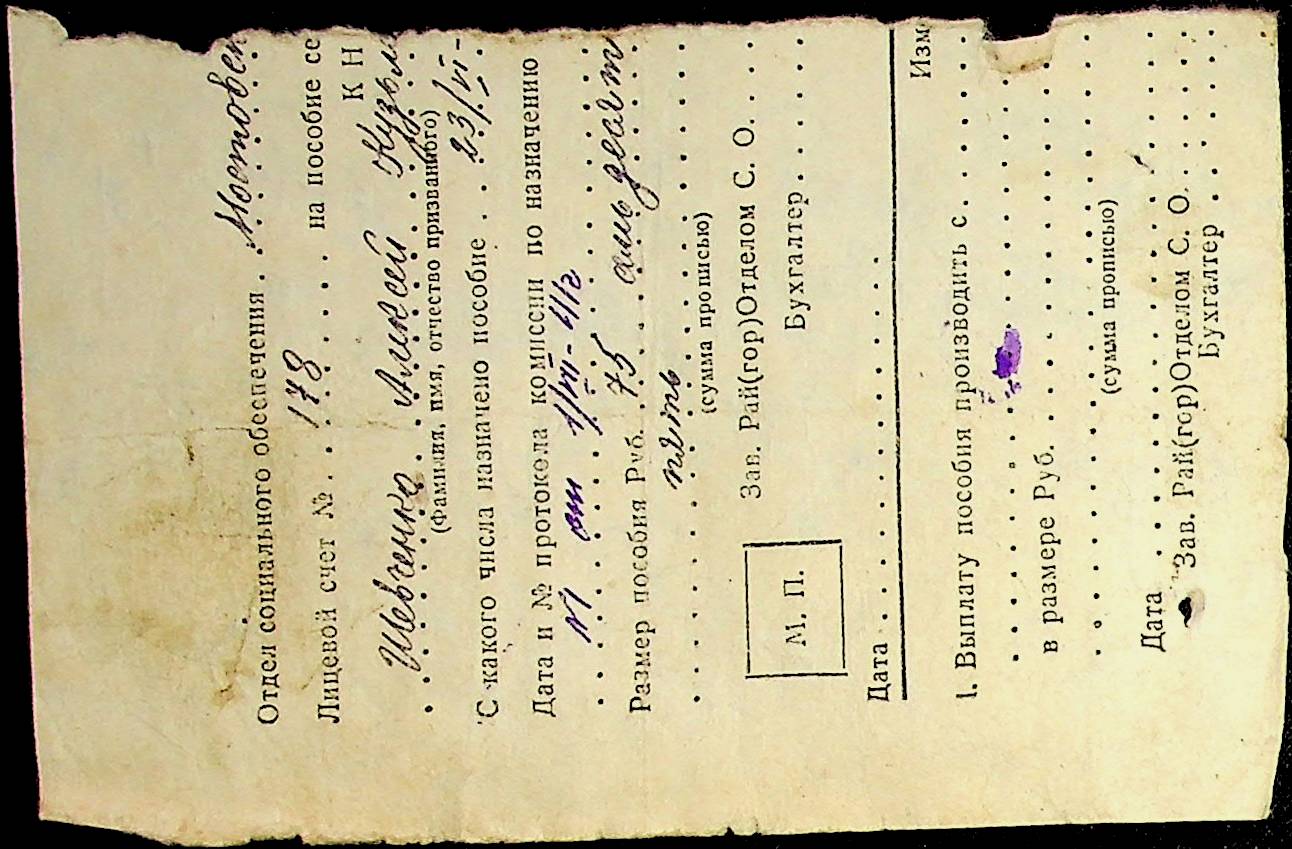 Отдел социального обеспечения . . Мостовск
Лицевой счет № . . 178 . . . . на пособие се
К Н
Шевченко Алексей Кузьм
(Фамилия, имя, отчество призванного)
С какого числа назначено пособие . . 23/VI-
Дата и № протокола комиссии по назначению
. . . . N1 от 1/VII-41г . . . . .
Размер пособия Руб. 75 семь десят
пять
(сумма прописью)
Зав. Рай(гор)Отделом С. О. . . .
М. П.
Бухгалтер . . . . . .
Дата . . . . . . . . . . . . . . .
Изм
1. Выплату пособия производить с . . . . . . .
. . . . . . . . . . . . . . . . . . . .
в размере Руб. . . . . . . . . . . . . .
. . . . . . . . . . . . . . . . . . . .
(сумма прописью)
Дата . . . . . . . . . . . . . . .
Зав. Рай(гор)Отделом С. О. . . . .
Бухгалтер . . . . . .